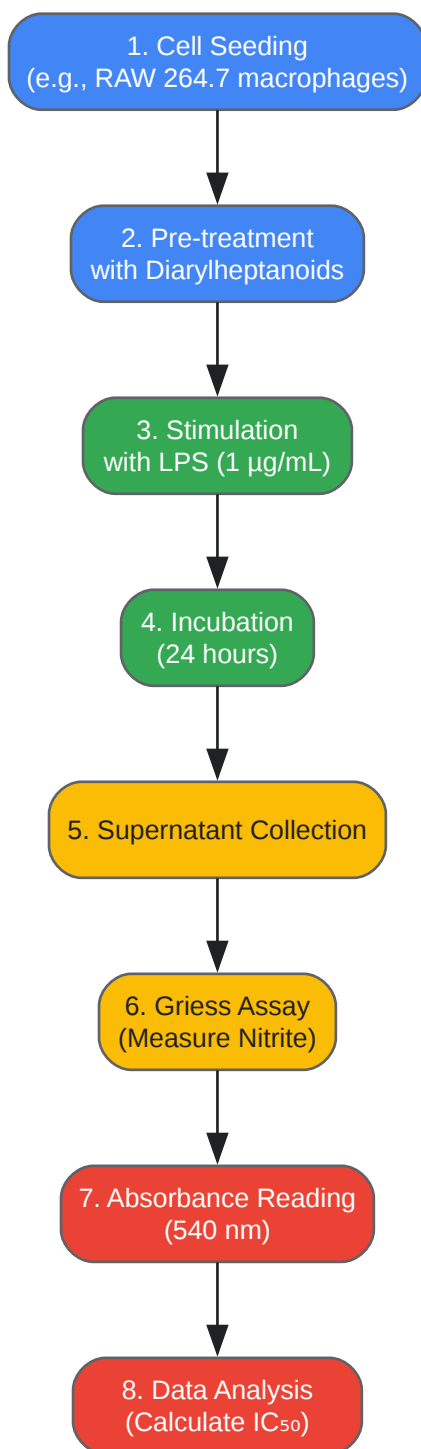 1. Cell Seeding
(e.g., RAW 264.7 macrophages)
2. Pre-treatment
with Diarylheptanoids
3. Stimulation
with LPS (1 µg/mL)
4. Incubation
(24 hours)
5. Supernatant Collection
6. Griess Assay
(Measure Nitrite)
7. Absorbance Reading
(540 nm)
8. Data Analysis
(Calculate IC₅₀)